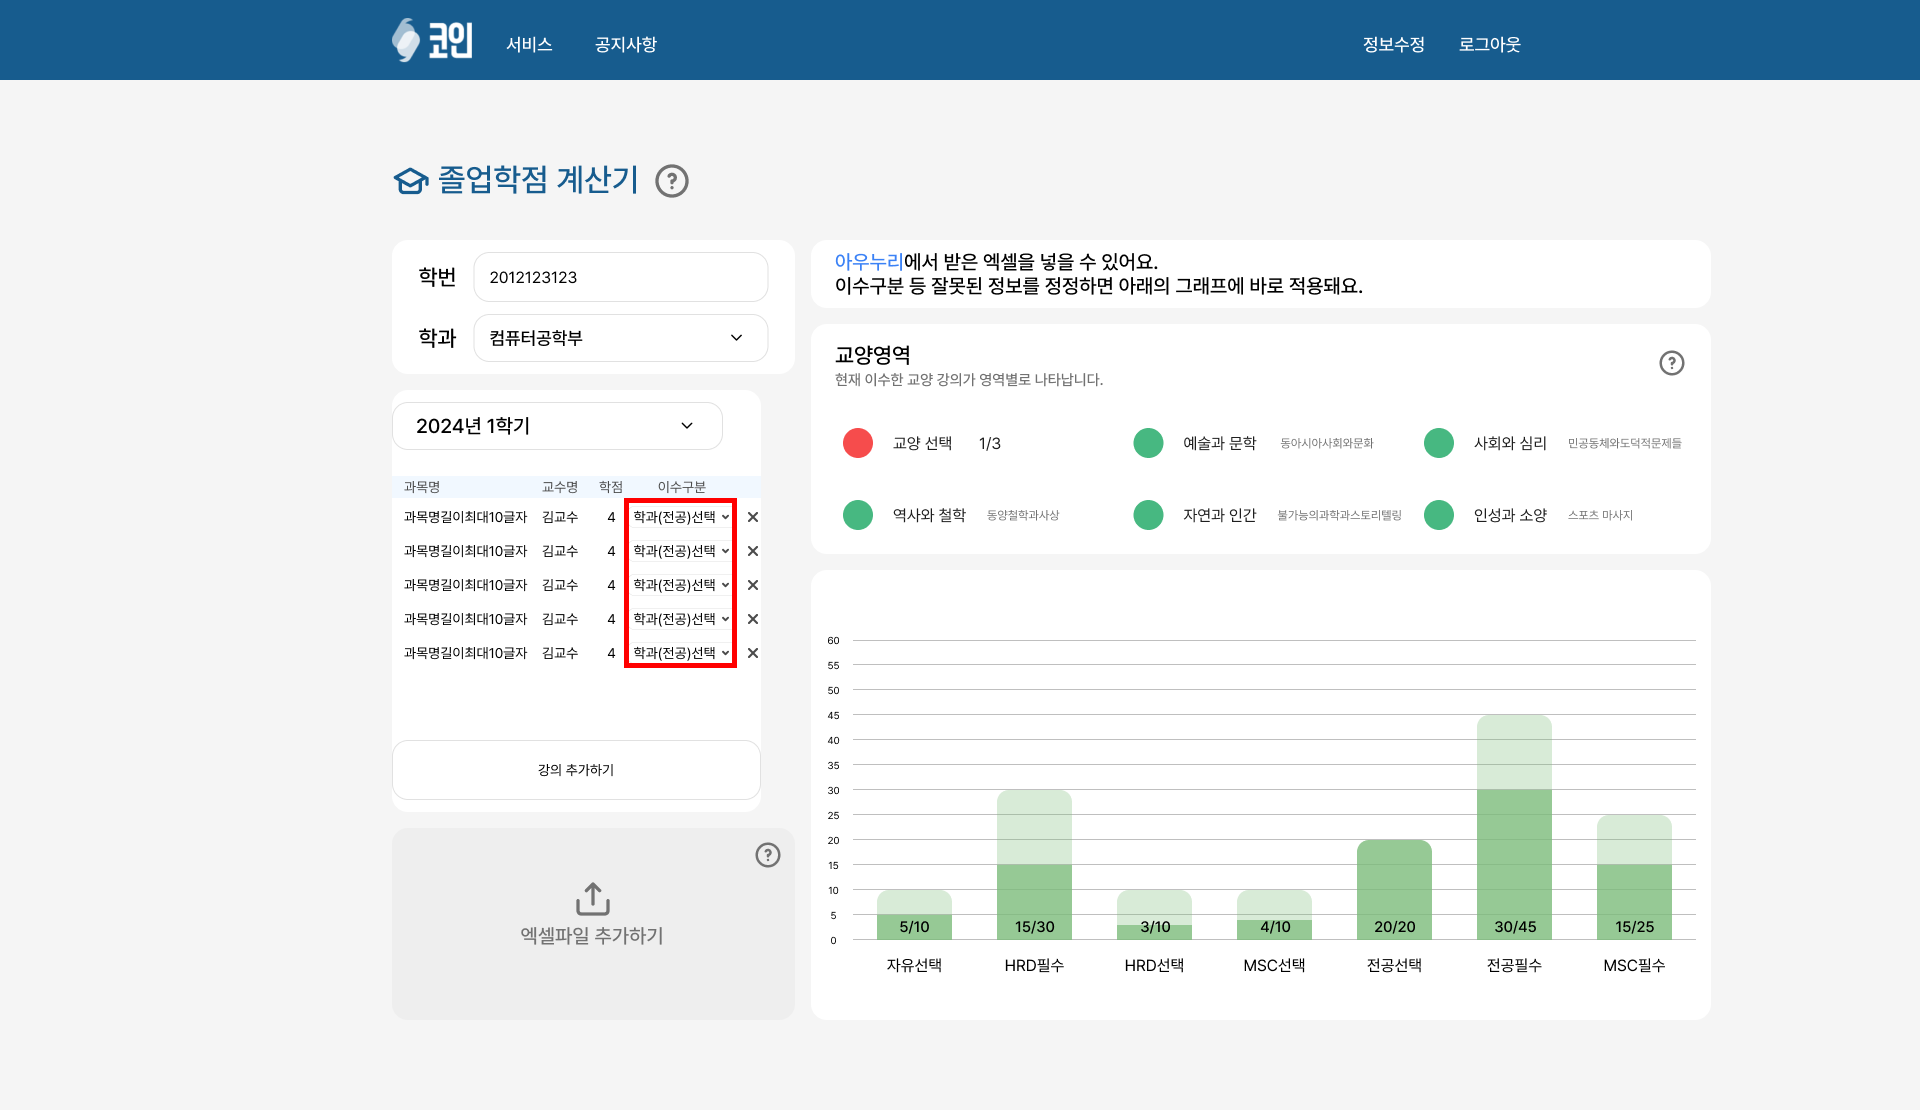 코인
서비스
공지사항
정보수정
로그아웃
졸업학점 계산기
?
학번
2012123123
학과
컴퓨터공학부
2024년 1학기
과목명 교수명 학점 이수구분
과목명길이최대10글자 김교수 4 학과(전공)선택
과목명길이최대10글자 김교수 4 학과(전공)선택
과목명길이최대10글자 김교수 4 학과(전공)선택
과목명길이최대10글자 김교수 4 학과(전공)선택
과목명길이최대10글자 김교수 4 학과(전공)선택
강의 추가하기
?
엑셀파일 추가하기
아우누리에서 받은 엑셀을 넣을 수 있어요.
이수구분 등 잘못된 정보를 정정하면 아래의 그래프에 바로 적용돼요.
교양영역
?
현재 이수한 교양 강의가 영역별로 나타납니다.
교양 선택 1/3
예술과 문학 동아시아사회와문화
사회와 심리 민공동체와도덕적문제들
역사와 철학 동양철학과사상
자연과 인간 불가능의과학과스토리텔링
인성과 소양 스포츠 마사지
60
55
50
45
40
35
30
25
20
15
10
5
0
5/10 15/30 3/10 4/10 20/20 30/45 15/25
자유선택 HRD필수 HRD선택 MSC선택 전공선택 전공필수 MSC필수